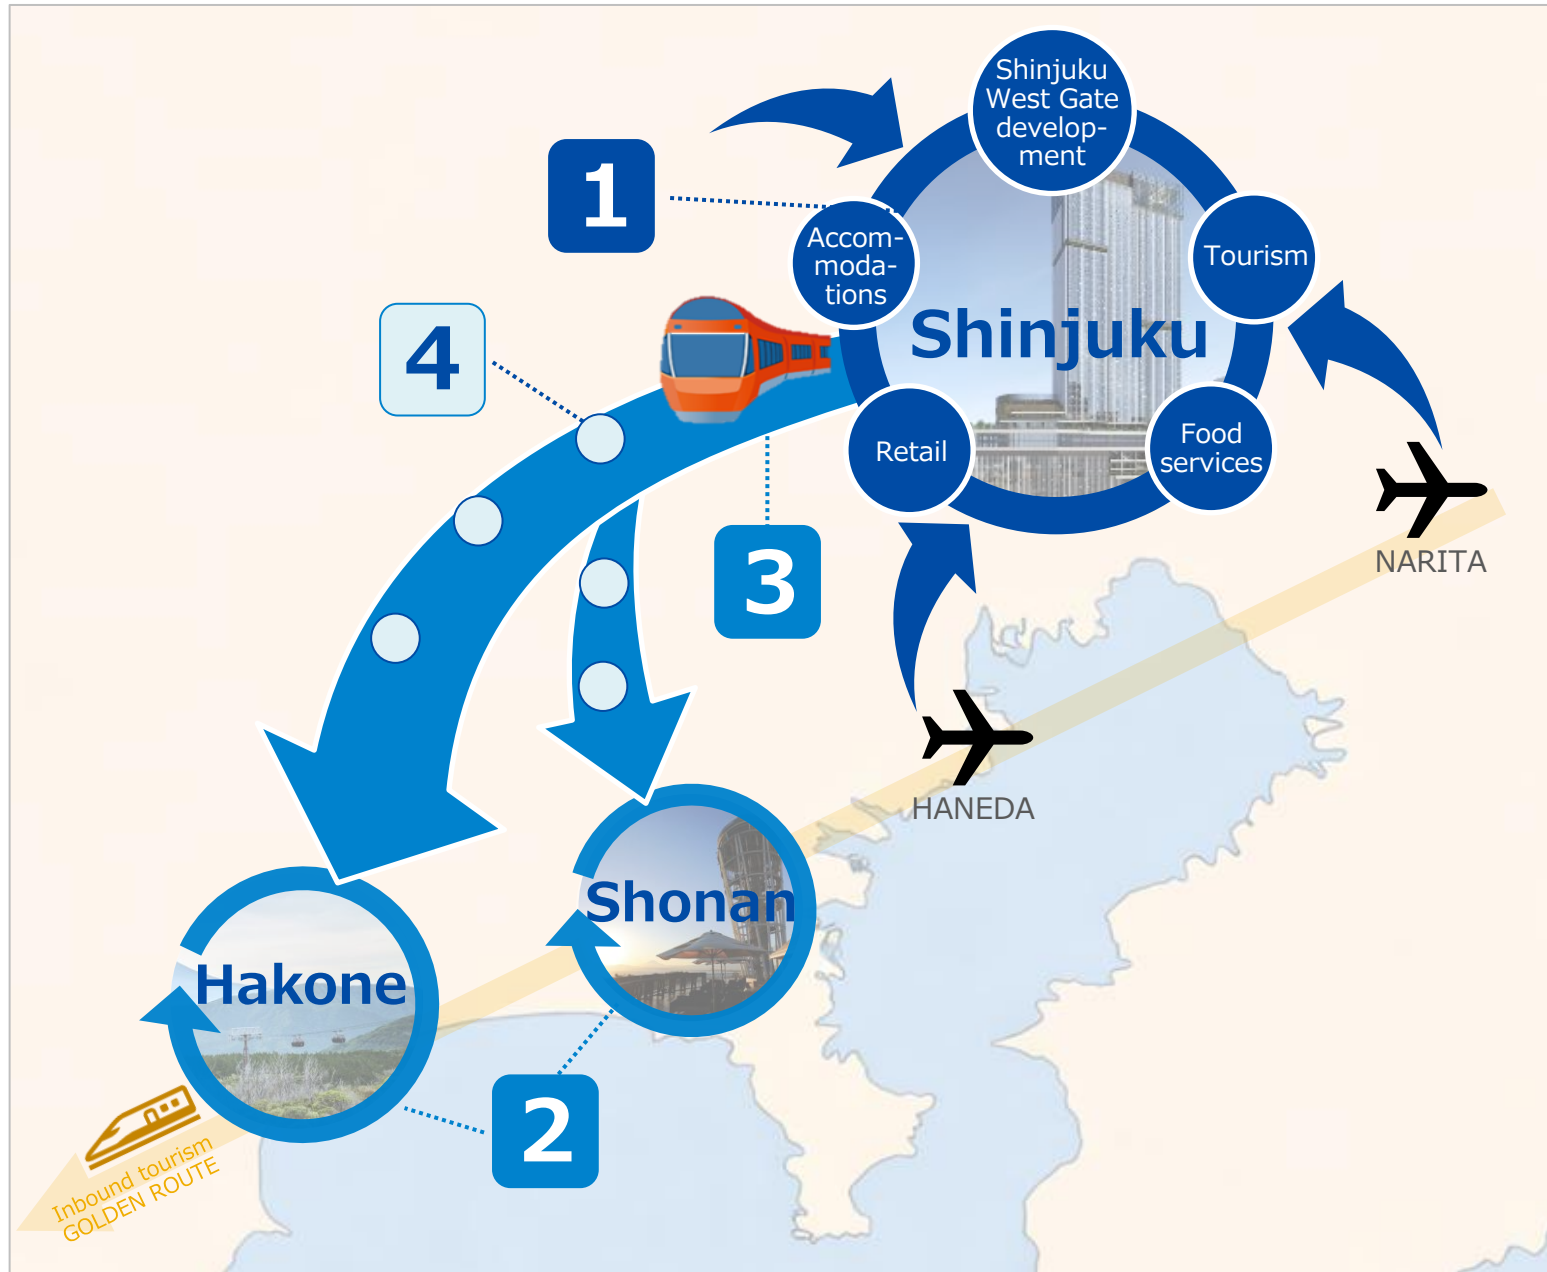 Shinjuku
West Gate
develop-
ment
1
Accom-
moda-
tions
Tourism
Shinjuku
4
Retail
Food
services
NARITA
3
HANEDA
Shonan
Hakone
2
Inbound tourism
GOLDEN ROUTE